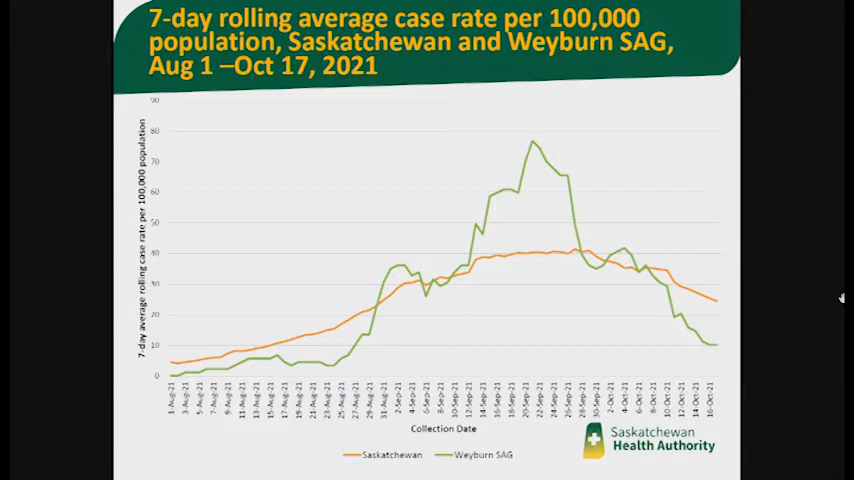 7-day rolling average case rate per 100,000
population, Saskatchewan and Weyburn SAG,
Aug 1 –Oct 17, 2021
7-day average rolling case rate per 100,000 population
90
80
70
60
50
40
30
20
10
0
1-Aug-21
3-Aug-21
5-Aug-21
7-Aug-21
9-Aug-21
11-Aug-21
13-Aug-21
15-Aug-21
17-Aug-21
19-Aug-21
21-Aug-21
23-Aug-21
25-Aug-21
27-Aug-21
29-Aug-21
31-Aug-21
2-Sep-21
4-Sep-21
6-Sep-21
8-Sep-21
10-Sep-21
12-Sep-21
14-Sep-21
16-Sep-21
18-Sep-21
20-Sep-21
22-Sep-21
24-Sep-21
26-Sep-21
28-Sep-21
30-Sep-21
2-Oct-21
4-Oct-21
6-Oct-21
8-Oct-21
10-Oct-21
12-Oct-21
14-Oct-21
16-Oct-21
Collection Date
Saskatchewan
Weyburn SAG
Saskatchewan
Health Authority